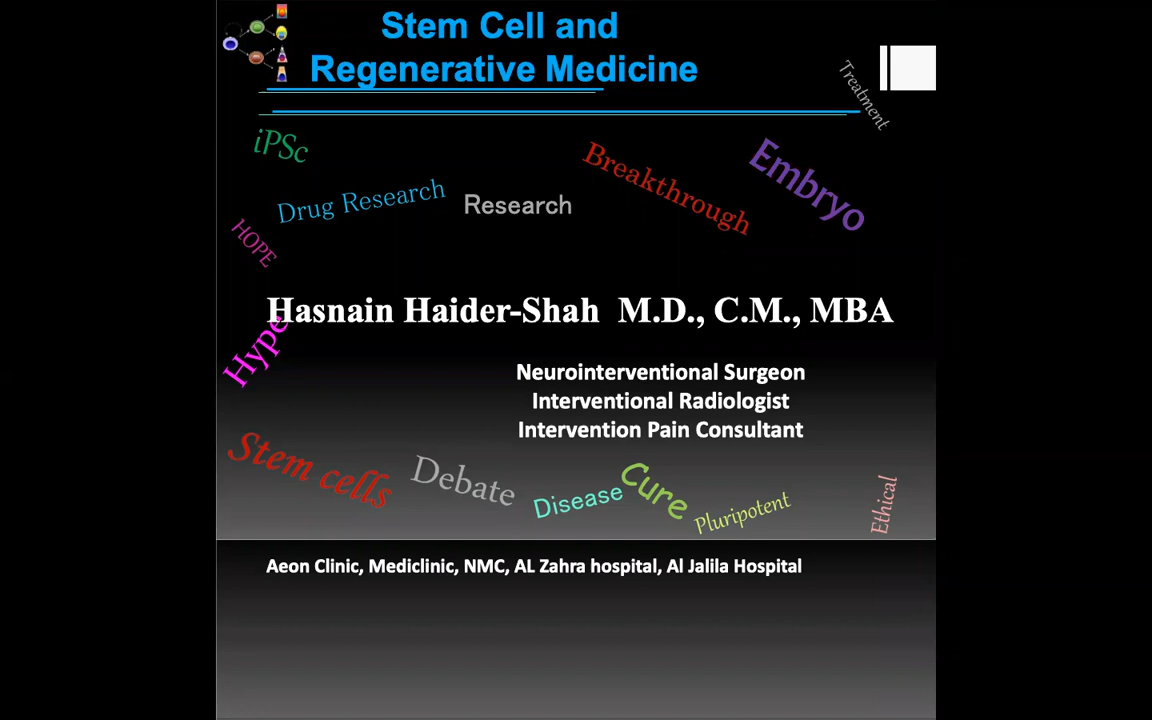 Stem Cell and
Regenerative Medicine
Treatment
iPSc
Breakthrough
Embryo
Drug Research
Research
HOPE
Hasnain Haider-Shah M.D., C.M., MBA
Hype
Neurointerventional Surgeon
Interventional Radiologist
Intervention Pain Consultant
Stem cells
Debate
Disease
Cure
Pluripotent
Ethical
Aeon Clinic, Mediclinic, NMC, AL Zahra hospital, Al Jalila Hospital